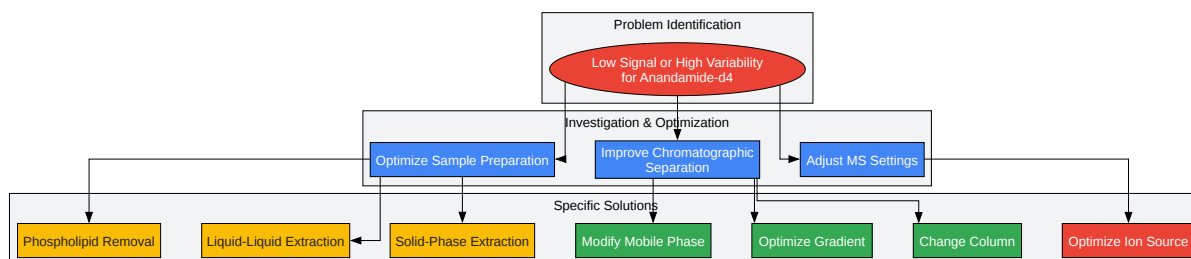 Problem Identification
Low Signal or High Variability
for Anandamide-d4
Investigation & Optimization
Optimize Sample Preparation
Improve Chromatographic
Separation
Adjust MS Settings
Specific Solutions
Phospholipid Removal
Liquid-Liquid Extraction
Solid-Phase Extraction
Modify Mobile Phase
Optimize Gradient
Change Column
Optimize Ion Source